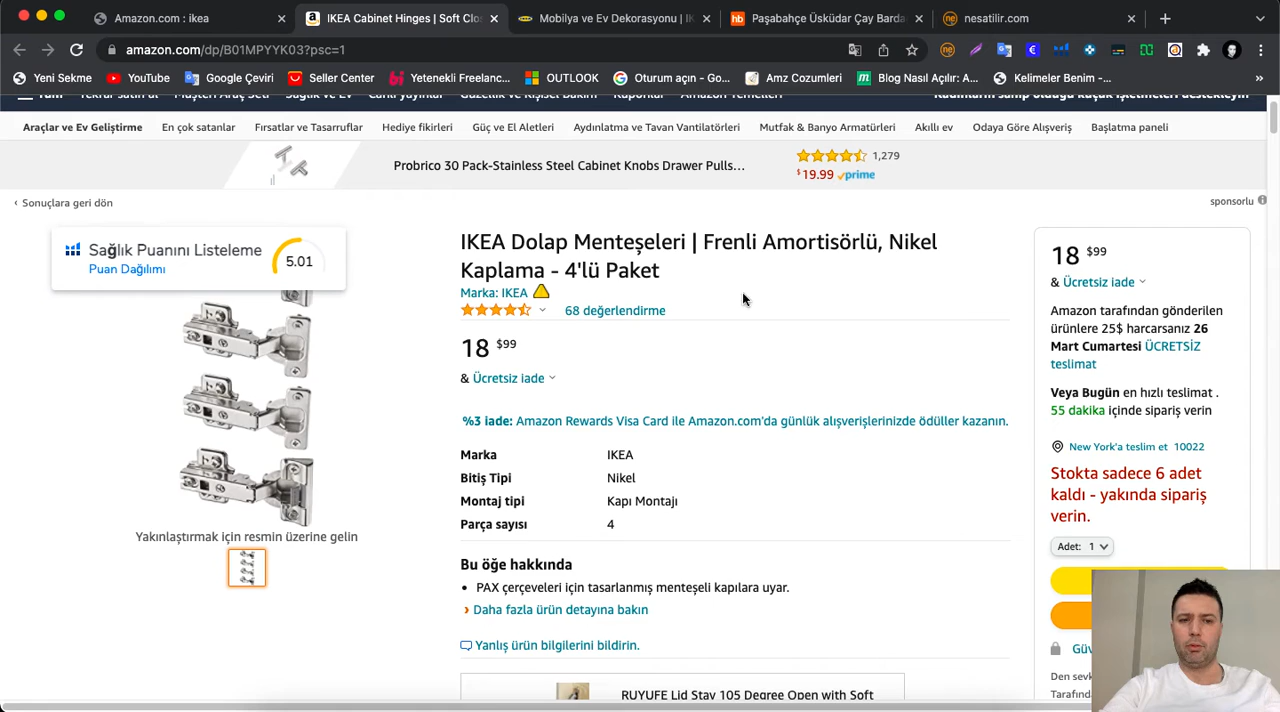 Amazon.com : ikea
IKEA Cabinet Hinges | Soft Clo
Mobilya ve Ev Dekorasyonu | IK
Paşabahçe Üsküdar Çay Barda
nesatilir.com
amazon.com/dp/B01MPYYK03?psc=1
Yeni Sekme
YouTube
Google Çeviri
Seller Center
Yetenekli Freelanc...
OUTLOOK
Oturum açın - Go...
Amz Cozumleri
Blog Nasıl Açılır: A...
Kelimeler Benim -...
Araçlar ve Ev Geliştirme
En çok satanlar
Fırsatlar ve Tasarruflar
Hediye fikirleri
Güç ve El Aletleri
Aydınlatma ve Tavan Vantilatörleri
Mutfak & Banyo Armatürleri
Akıllı ev
Odaya Göre Alışveriş
Başlatma paneli
Probrico 30 Pack-Stainless Steel Cabinet Knobs Drawer Pulls...
1,279
$19.99 prime
‹ Sonuçlara geri dön
sponsorlu
Sağlık Puanını Listeleme
Puan Dağılımı
5.01
Yakınlaştırmak için resmin üzerine gelin
IKEA Dolap Menteşeleri | Frenli Amortisörlü, Nikel
Kaplama - 4'lü Paket
Marka: IKEA
68 değerlendirme
18 $99
& Ücretsiz iade
%3 iade: Amazon Rewards Visa Card ile Amazon.com'da günlük alışverişlerinizde ödüller kazanın.
Marka IKEA
Bitiş Tipi Nikel
Montaj tipi Kapı Montajı
Parça sayısı 4
Bu öğe hakkında
• PAX çerçeveleri için tasarlanmış menteşeli kapılara uyar.
› Daha fazla ürün detayına bakın
Yanlış ürün bilgilerini bildirin.
RUYUFE Lid Stay 105 Degree Open with Soft
18 $99
& Ücretsiz iade
Amazon tarafından gönderilen
ürünlere 25$ harcarsanız 26
Mart Cumartesi ÜCRETSİZ
teslimat
Veya Bugün en hızlı teslimat .
55 dakika içinde sipariş verin
New York'a teslim et 10022
Stokta sadece 6 adet
kaldı - yakında sipariş
verin.
Adet: 1
Den sevk
Tarafından